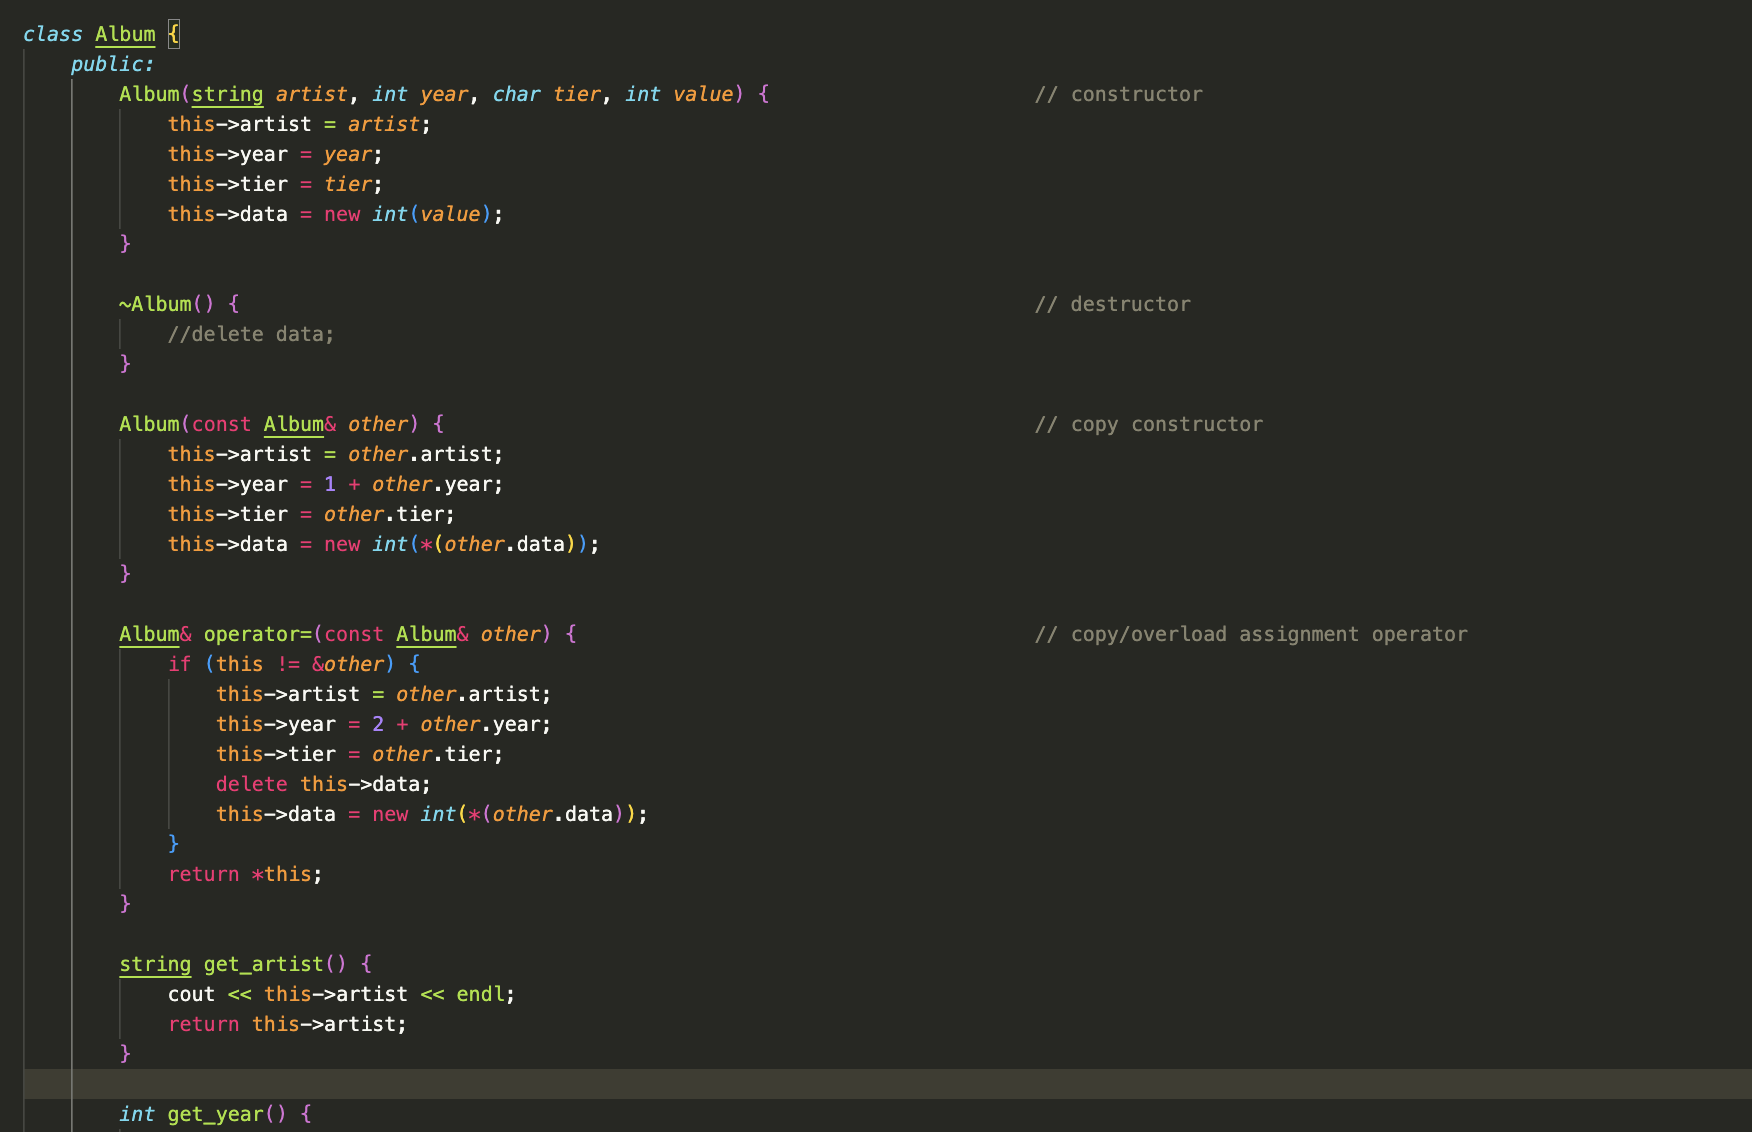 class Album {
public:
Album(string artist, int year, char tier, int value) { // constructor
this->artist = artist;
this->year = year;
this->tier = tier;
this->data = new int(value);
}
~Album() { // destructor
//delete data;
}
Album(const Album& other) { // copy constructor
this->artist = other.artist;
this->year = 1 + other.year;
this->tier = other.tier;
this->data = new int(*(other.data));
}
Album& operator=(const Album& other) { // copy/overload assignment operator
if (this != &other) {
this->artist = other.artist;
this->year = 2 + other.year;
this->tier = other.tier;
delete this->data;
this->data = new int(*(other.data));
}
return *this;
}
string get_artist() {
cout << this->artist << endl;
return this->artist;
}
int get_year() {